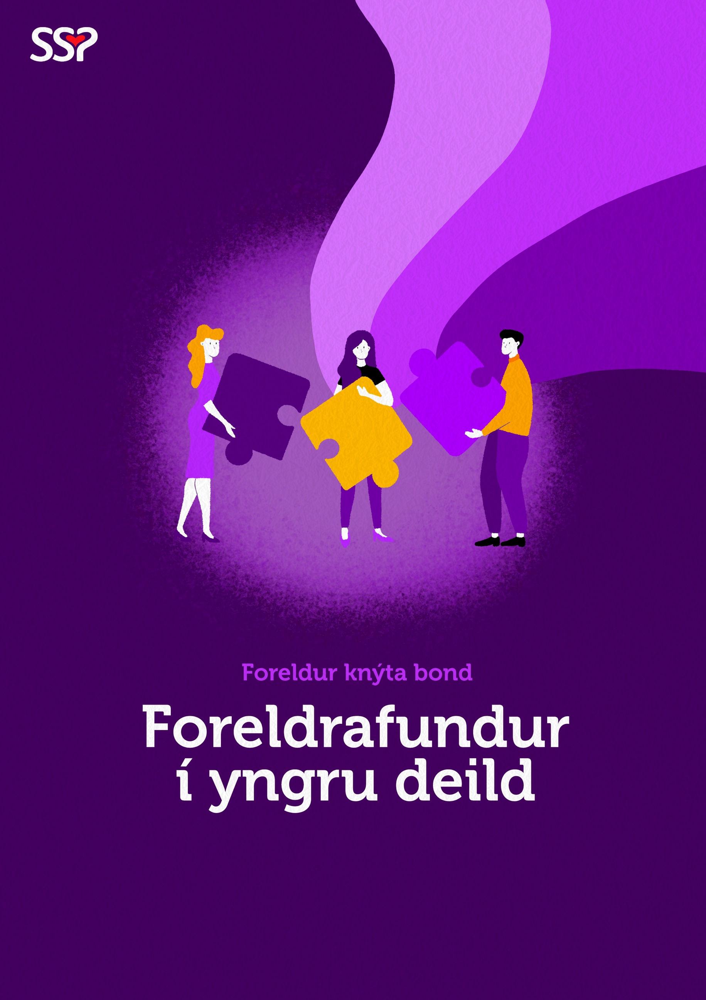 SSP
Foreldur knýta bond
Foreldrafundur
í yngru deild